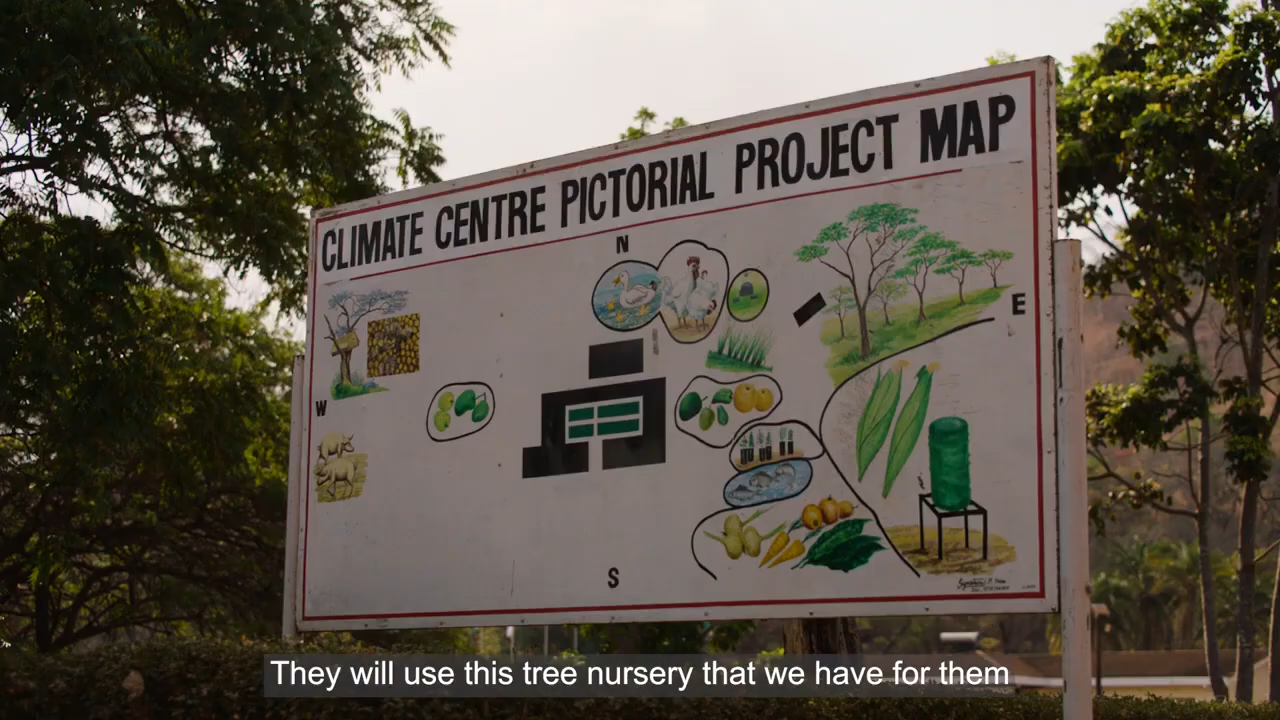 CLIMATE CENTRE PICTORIAL PROJECT MAP
N
E
W
S
They will use this tree nursery that we have for them